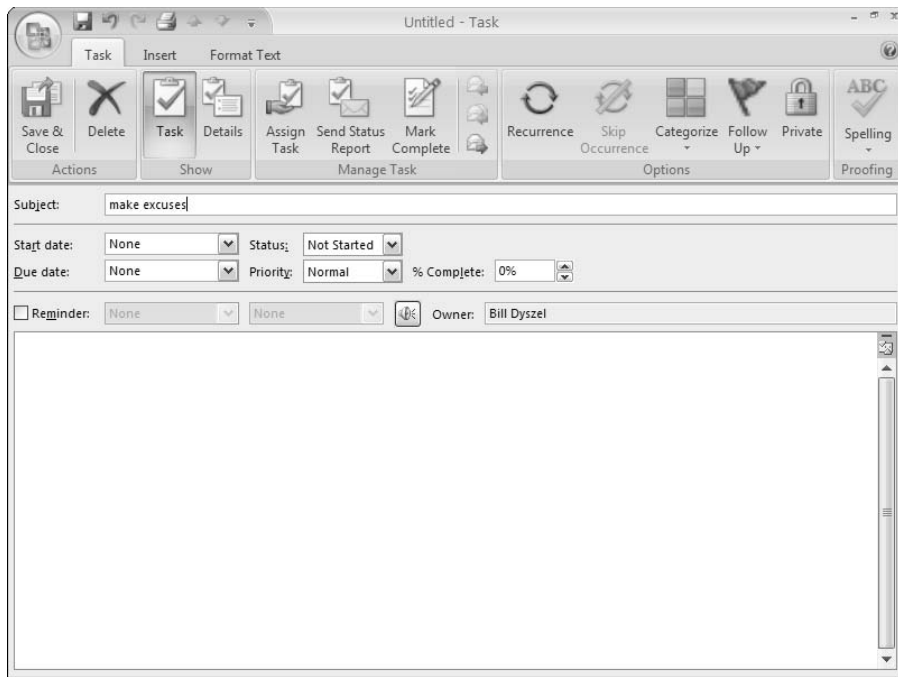 Untitled - Task
Task Insert Format Text
Save & Close
Delete
Task
Details
Assign Task
Send Status Report
Mark Complete
Recurrence
Skip Occurrence
Categorize
Follow Up
Private
ABC
Spelling
Actions Show Manage Task Options Proofing
Subject: make excuses
Start date: None Status: Not Started
Due date: None Priority: Normal % Complete: 0%
Reminder: None None Owner: Bill Dyszel